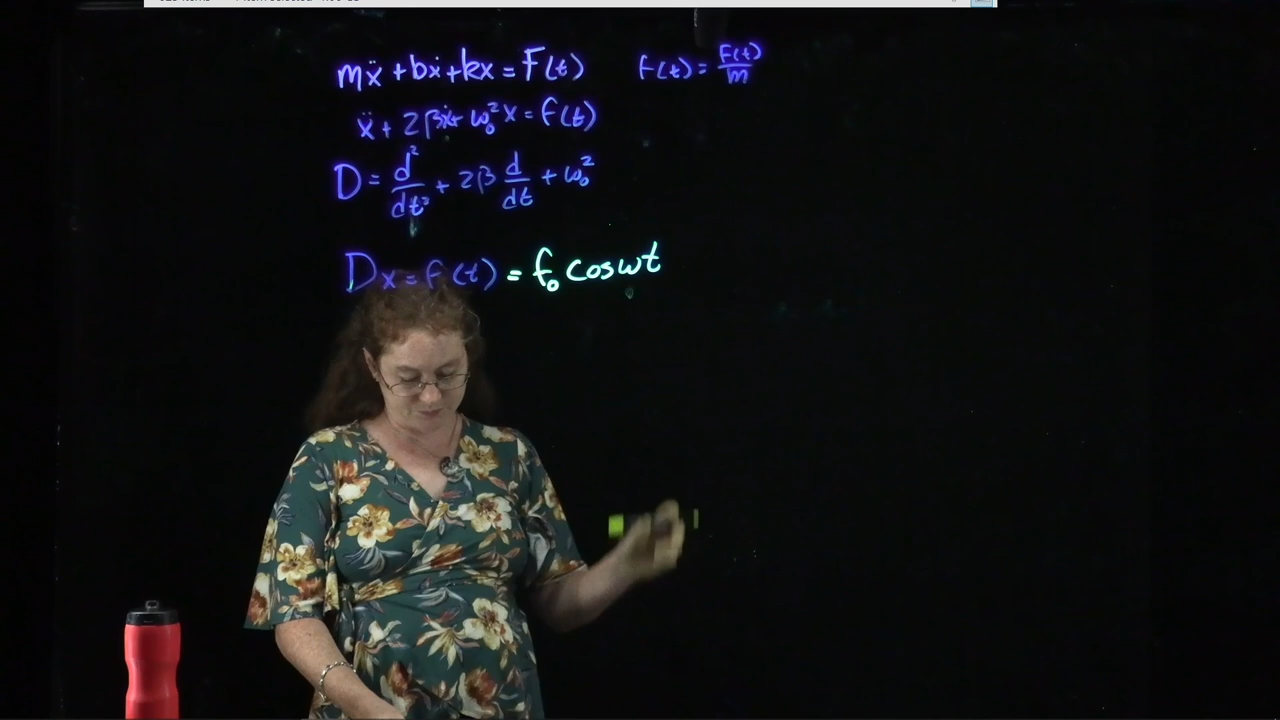 mẍ + bẋ + kx = F(t)
f(t) = F(t)/m
ẍ + 2βẋ + ω₀²x = f(t)
D = d²/dt² + 2β d/dt + ω₀²
Dx = f(t) = f₀ cos ωt